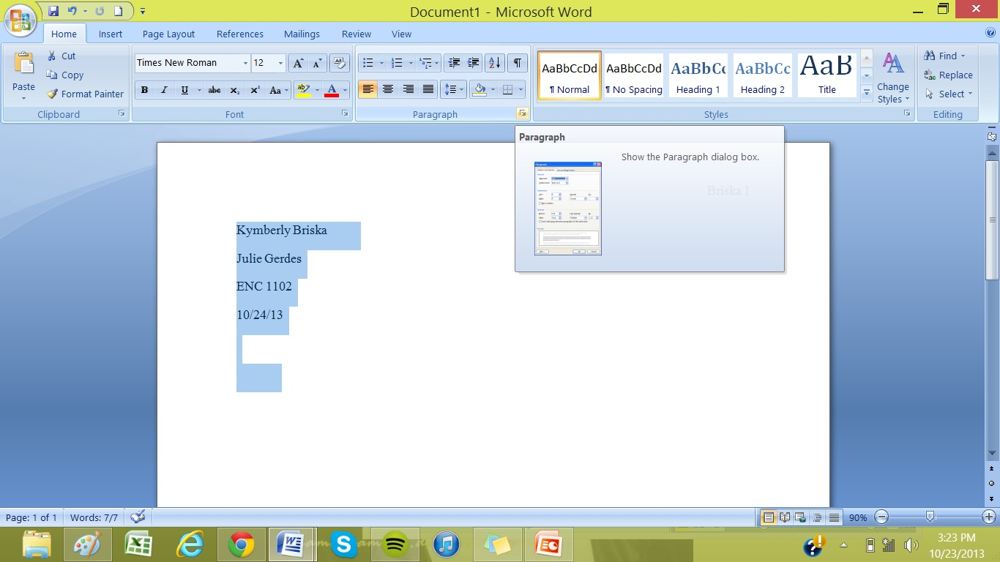 Document1 - Microsoft Word
Home Insert Page Layout References Mailings Review View
Paste
Cut
Copy
Format Painter
Clipboard
Times New Roman 12
B I U abc X₂ X² Aa ab A
Font
Paragraph
AaBbCcDd AaBbCcDd AaBbCc AaBbCc AaB
¶ Normal ¶ No Spacing Heading 1 Heading 2 Title
Change Styles
Styles
Find
Replace
Select
Editing
Paragraph
Show the Paragraph dialog box.
Briska 1
Kymberly Briska
Julie Gerdes
ENC 1102
10/24/13
Page: 1 of 1 Words: 7/7 90%
3:23 PM
10/23/2013